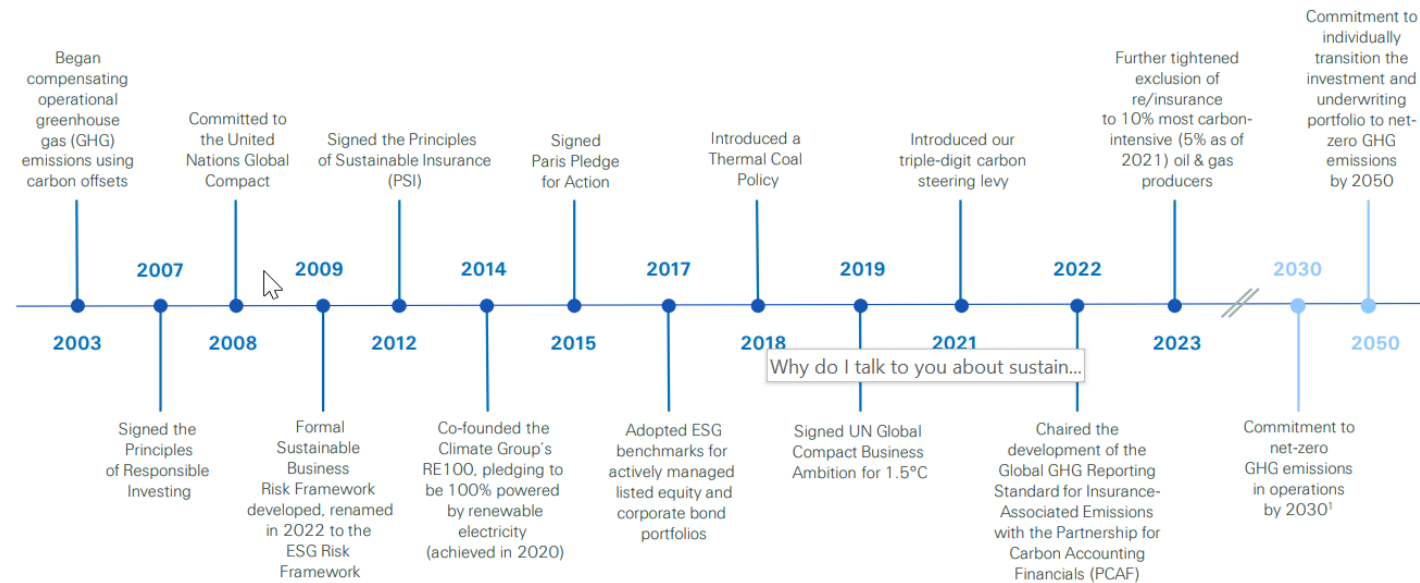 Began
compensating
operational
greenhouse
gas (GHG)
emissions using
carbon offsets
Committed to
the United
Nations Global
Compact
Signed the Principles
of Sustainable Insurance
(PSI)
Signed
Paris Pledge
for Action
Introduced a
Thermal Coal
Policy
Introduced our
triple-digit carbon
steering levy
Further tightened
exclusion of
re/insurance
to 10% most carbon-
intensive (5% as of
2021) oil & gas
producers
Commitment to
individually
transition the
investment and
underwriting
portfolio to net-
zero GHG
emissions
by 2050
2007
2009
2014
2017
2019
2022
2030
2003
2008
2012
2015
2018
2021
2023
2050
Why do I talk to you about sustain...
Signed the
Principles
of Responsible
Investing
Formal
Sustainable
Business
Risk Framework
developed, renamed
in 2022 to the
ESG Risk
Framework
Co-founded the
Climate Group's
RE100, pledging to
be 100% powered
by renewable
electricity
(achieved in 2020)
Adopted ESG
benchmarks for
actively managed
listed equity and
corporate bond
portfolios
Signed UN Global
Compact Business
Ambition for 1.5°C
Chaired the
development of the
Global GHG Reporting
Standard for Insurance-
Associated Emissions
with the Partnership for
Carbon Accounting
Financials (PCAF)
Commitment to
net-zero
GHG emissions
in operations
by 2030¹